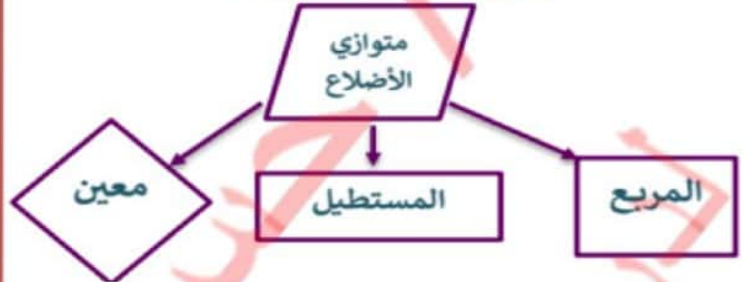 متوازي
الأضلاع
المربع
المستطيل
معين